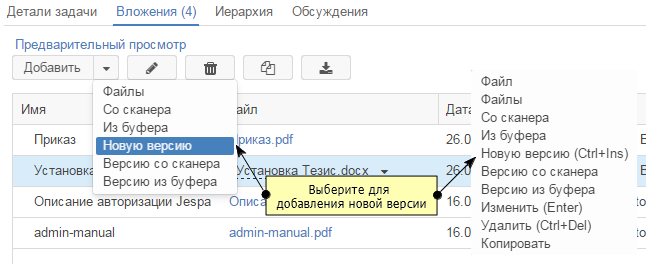 Детали задачи Вложения (4) Иерархия Обсуждения
Предварительный просмотр
Добавить
Файлы
Со сканера
Из буфера
Новую версию
Версию со сканера
Версию из буфера
Имя Файл Дата
Приказ Приказ.pdf 26.0
Установка Установка Тезис.docx 26.0
Описание авторизации Jespa Описа 16.0
admin-manual admin-manual.pdf 16.0
Выберите для
добавления новой версии
Файл
Файлы
Со сканера
Из буфера
Новую версию (Ctrl+Ins)
Версию со сканера
Версию из буфера
Изменить (Enter)
Удалить (Ctrl+Del)
Копировать